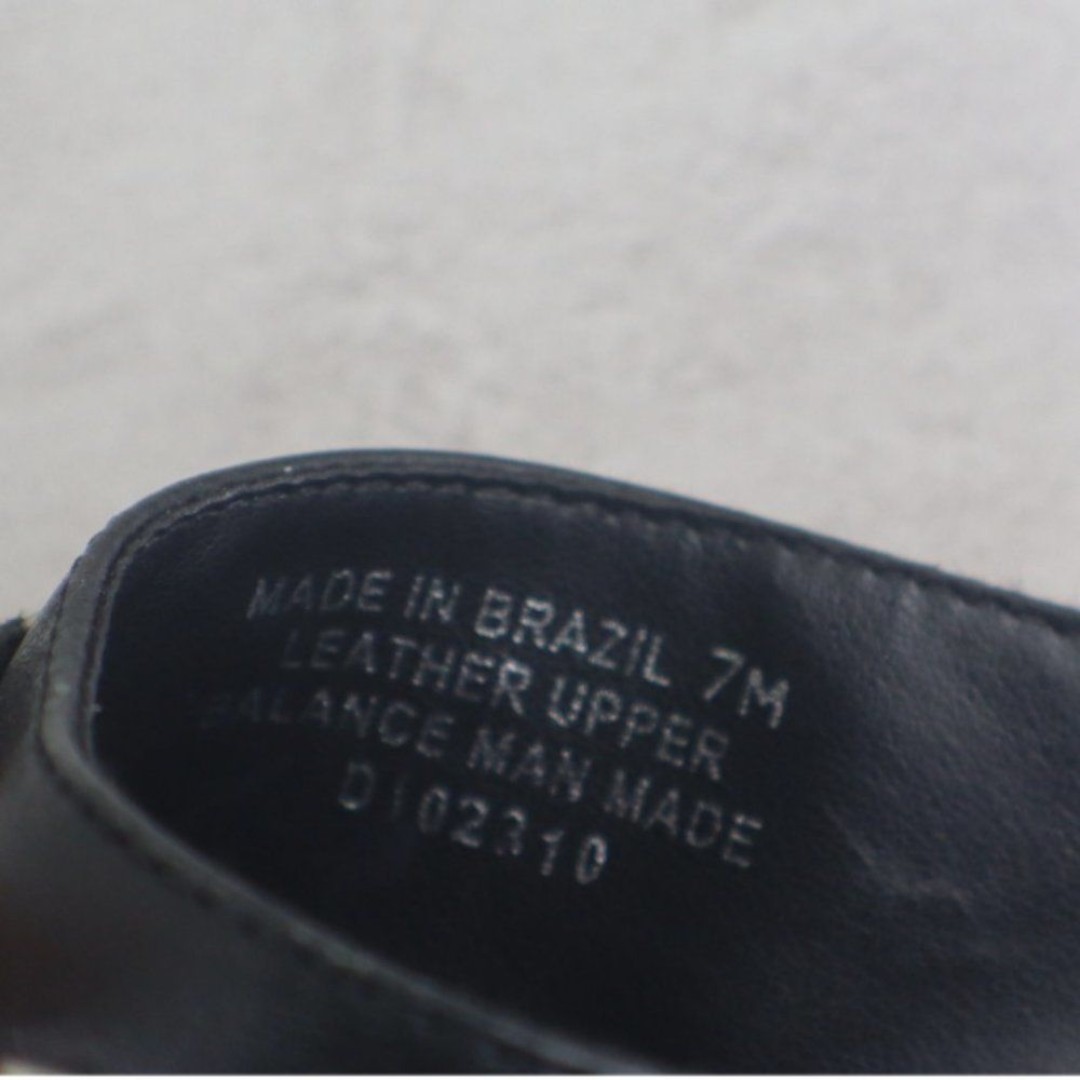 MADE IN BRAZIL 7M
LEATHER UPPER
BALANCE MAN MADE
D102310